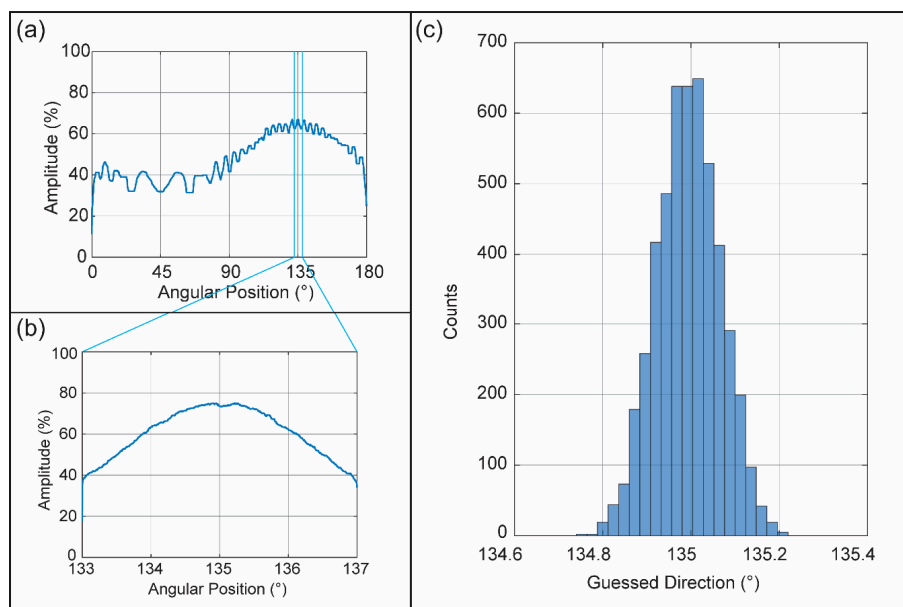 (a)
100
80
60
40
20
0
Amplitude (%)
0 45 90 135 180
Angular Position (°)
(b)
100
80
60
40
20
0
Amplitude (%)
133 134 135 136 137
Angular Position (°)
(c)
700
600
500
400
300
200
100
0
Counts
134.6 134.8 135 135.2 135.4
Guessed Direction (°)